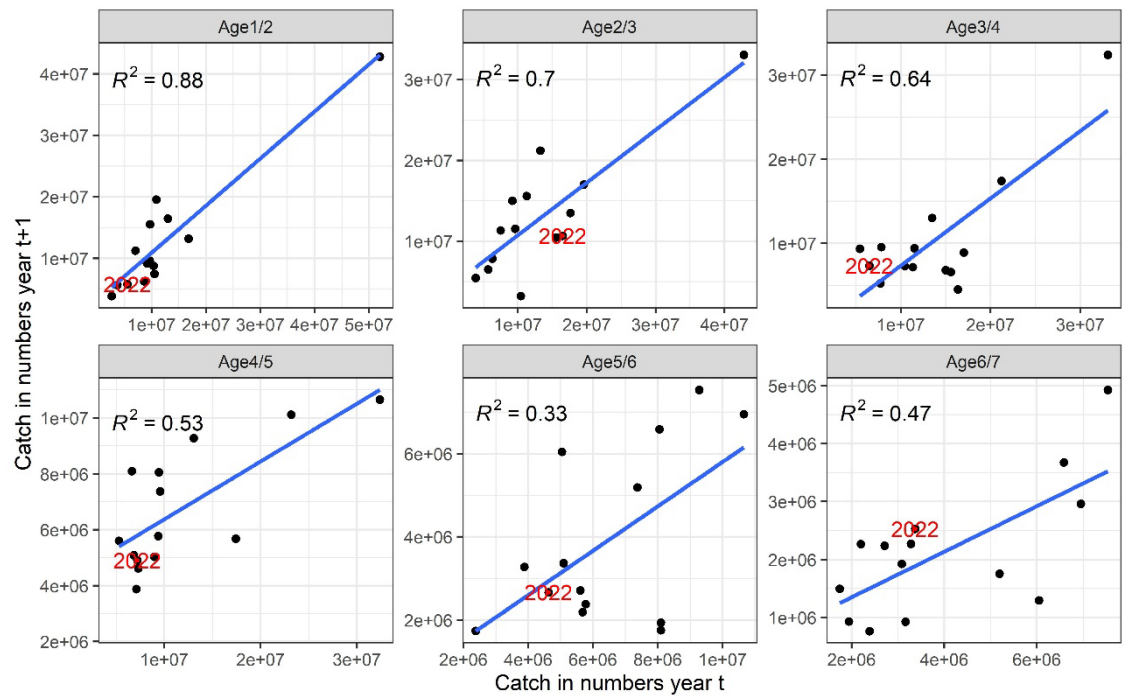 Age1/2 Age2/3 Age3/4
R² = 0.88 R² = 0.7 R² = 0.64
4e+07 3e+07 2e+07 1e+07
3e+07 2e+07 1e+07
3e+07 2e+07 1e+07
2022 2022 2022
1e+07 2e+07 3e+07 4e+07 5e+07
1e+07 2e+07 3e+07 4e+07
1e+07 2e+07 3e+07
Catch in numbers year t+1
Age4/5 Age5/6 Age6/7
R² = 0.53 R² = 0.33 R² = 0.47
1e+07 8e+06 6e+06 4e+06 2e+06
6e+06 4e+06 2e+06
5e+06 4e+06 3e+06 2e+06 1e+06
2022 2022 2022
1e+07 2e+07 3e+07
2e+06 4e+06 6e+06 8e+06 1e+07
2e+06 4e+06 6e+06
Catch in numbers year t